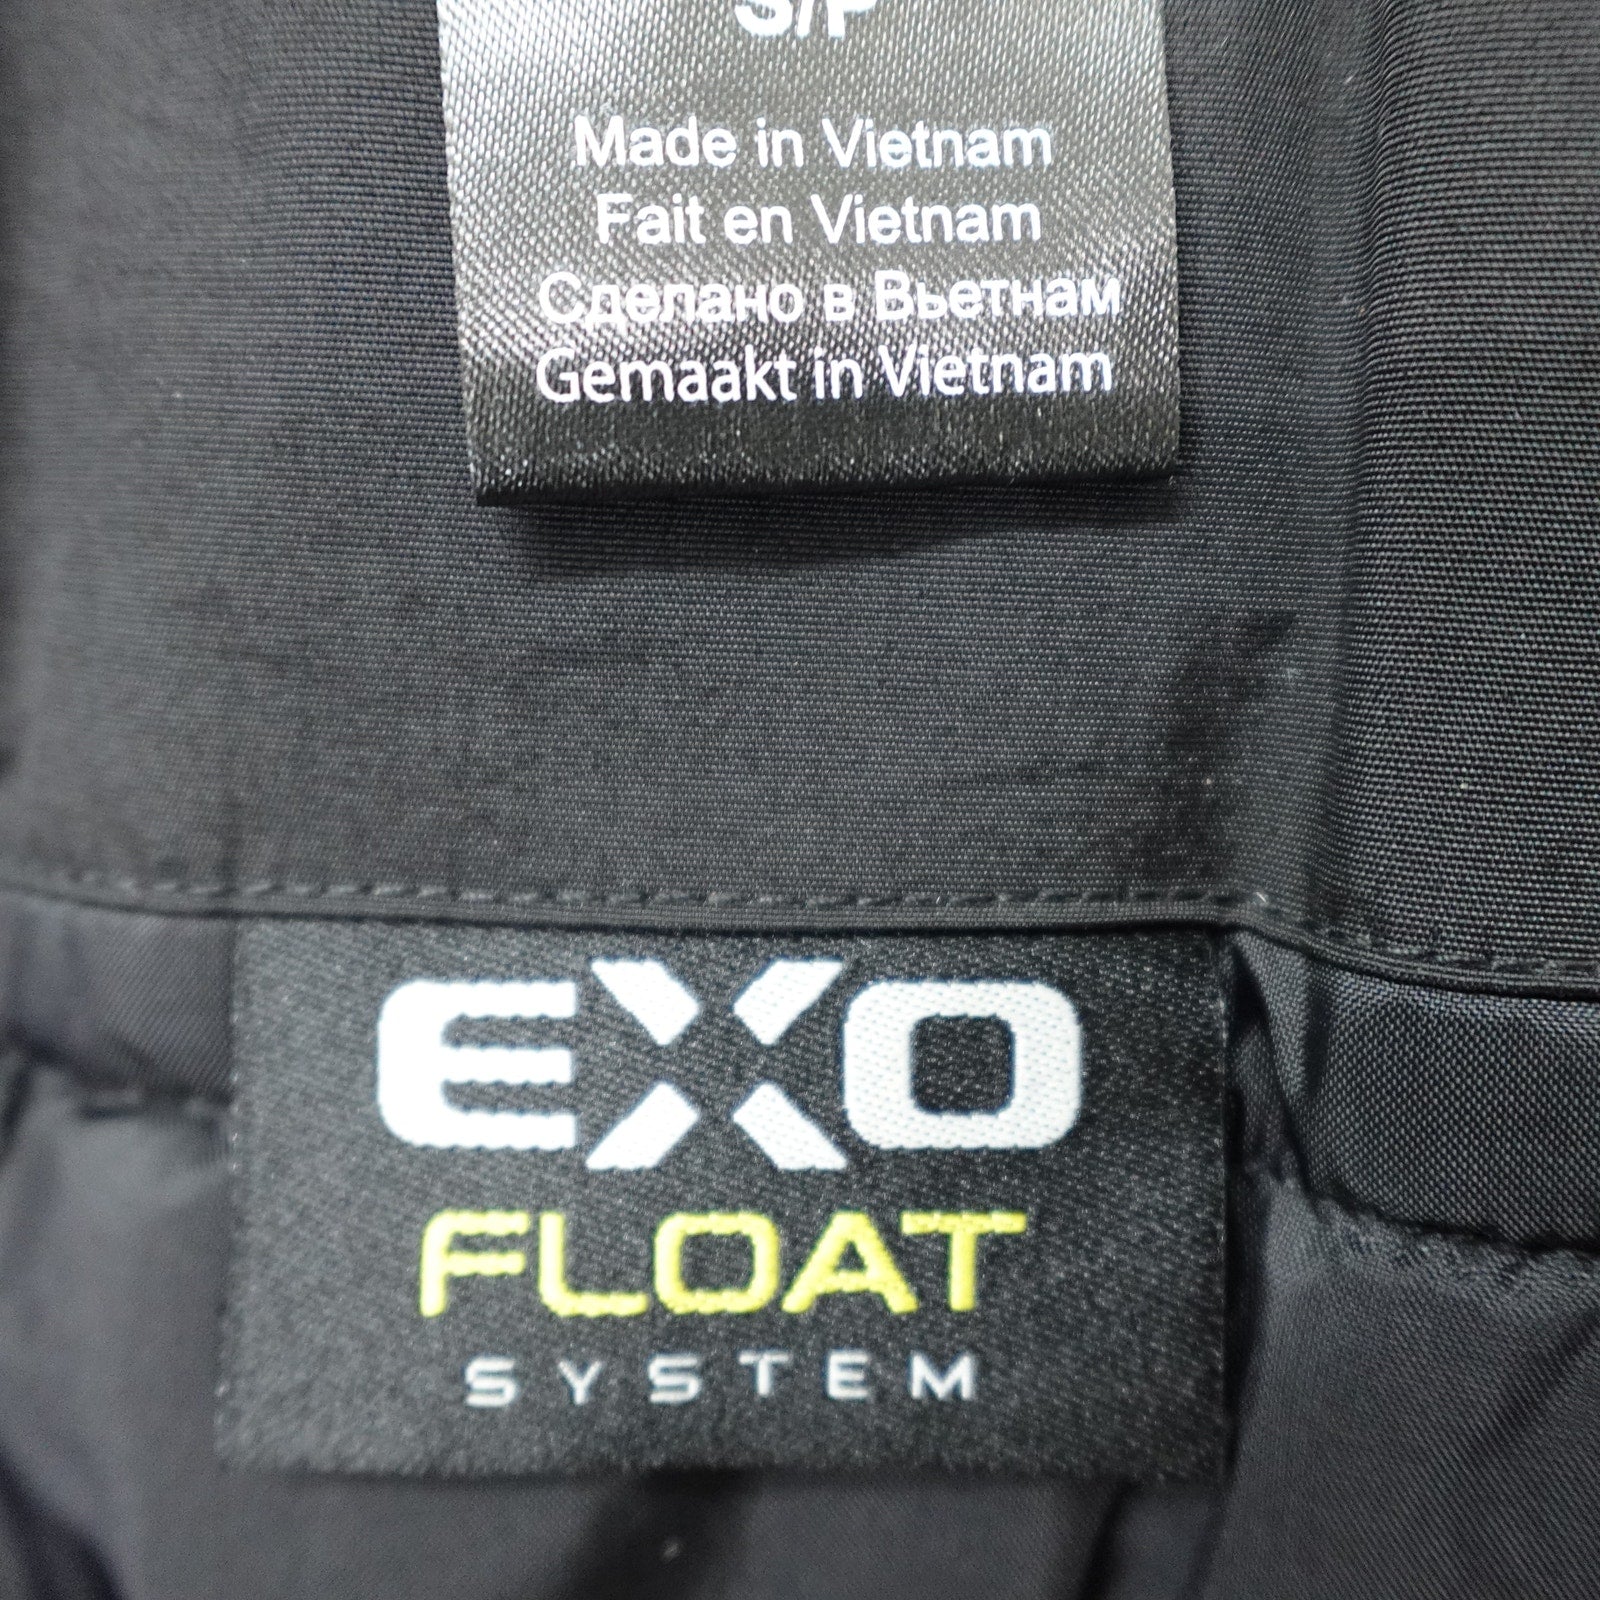 S/P
Made in Vietnam
Fait en Vietnam
Сделано в Вьетнам
Gemaakt in Vietnam
EXO
FLOAT
SYSTEM